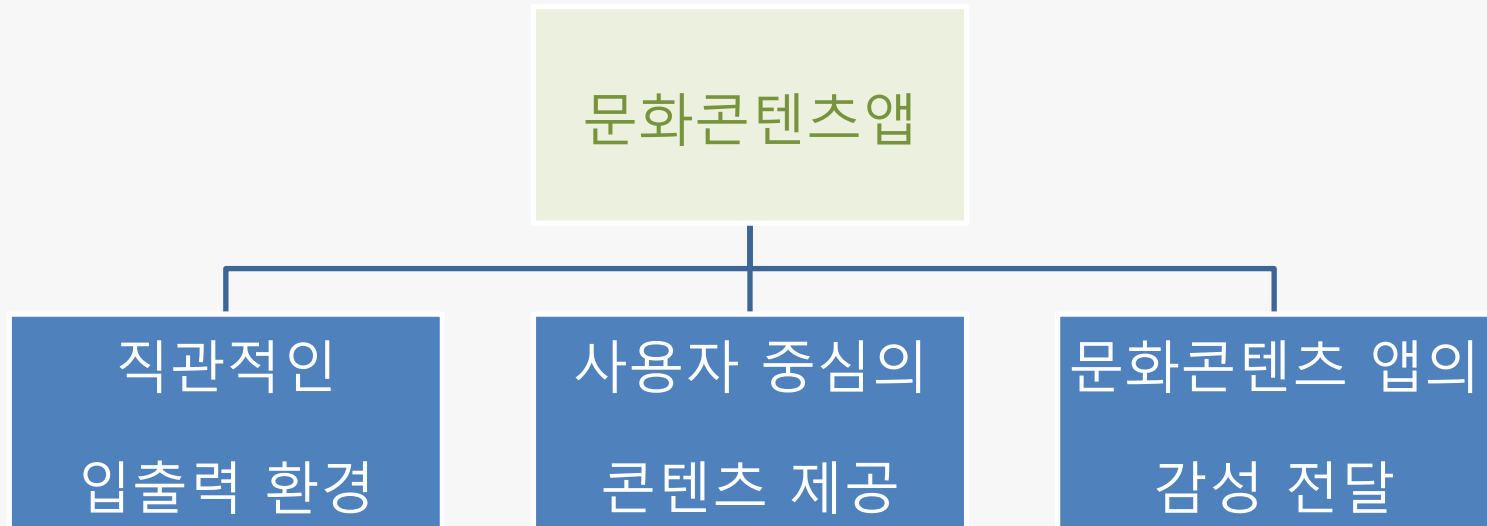 문화콘텐츠앱
직관적인
입출력 환경
사용자 중심의
콘텐츠 제공
문화콘텐츠 앱의
감성 전달